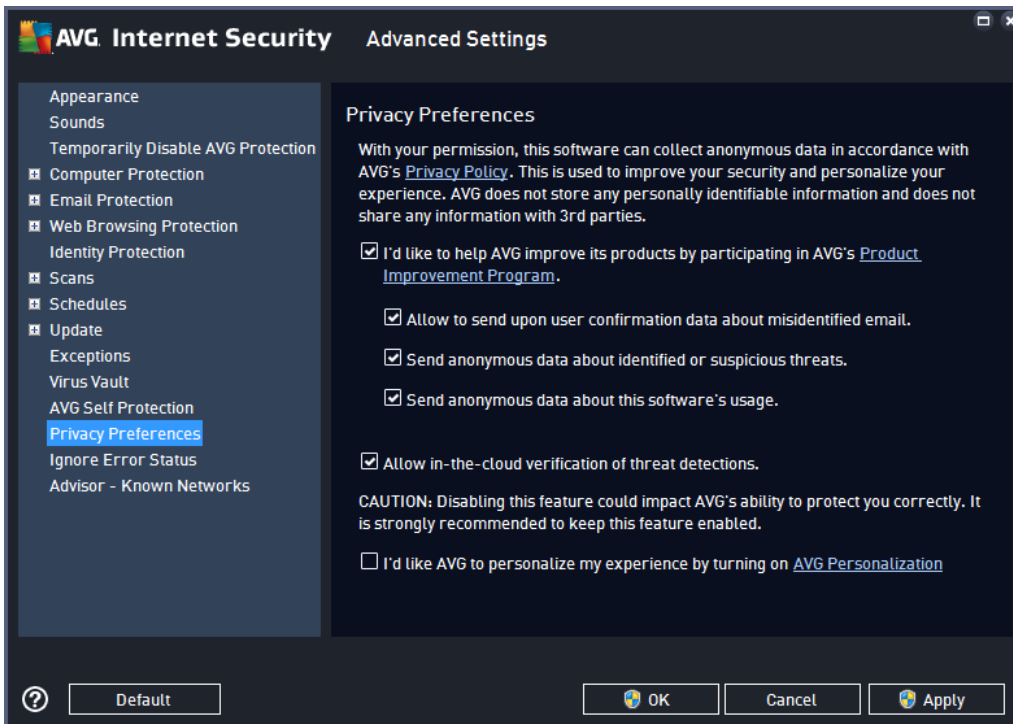 AVG. Internet Security Advanced Settings
Appearance
Sounds
Temporarily Disable AVG Protection
Computer Protection
Email Protection
Web Browsing Protection
Identity Protection
Scans
Schedules
Update
Exceptions
Virus Vault
AVG Self Protection
Privacy Preferences
Ignore Error Status
Advisor - Known Networks
Privacy Preferences
With your permission, this software can collect anonymous data in accordance with
AVG's Privacy Policy. This is used to improve your security and personalize your
experience. AVG does not store any personally identifiable information and does not
share any information with 3rd parties.
I'd like to help AVG improve its products by participating in AVG's Product
Improvement Program.
Allow to send upon user confirmation data about misidentified email.
Send anonymous data about identified or suspicious threats.
Send anonymous data about this software's usage.
Allow in-the-cloud verification of threat detections.
CAUTION: Disabling this feature could impact AVG's ability to protect you correctly. It
is strongly recommended to keep this feature enabled.
I'd like AVG to personalize my experience by turning on AVG Personalization
? Default OK Cancel Apply